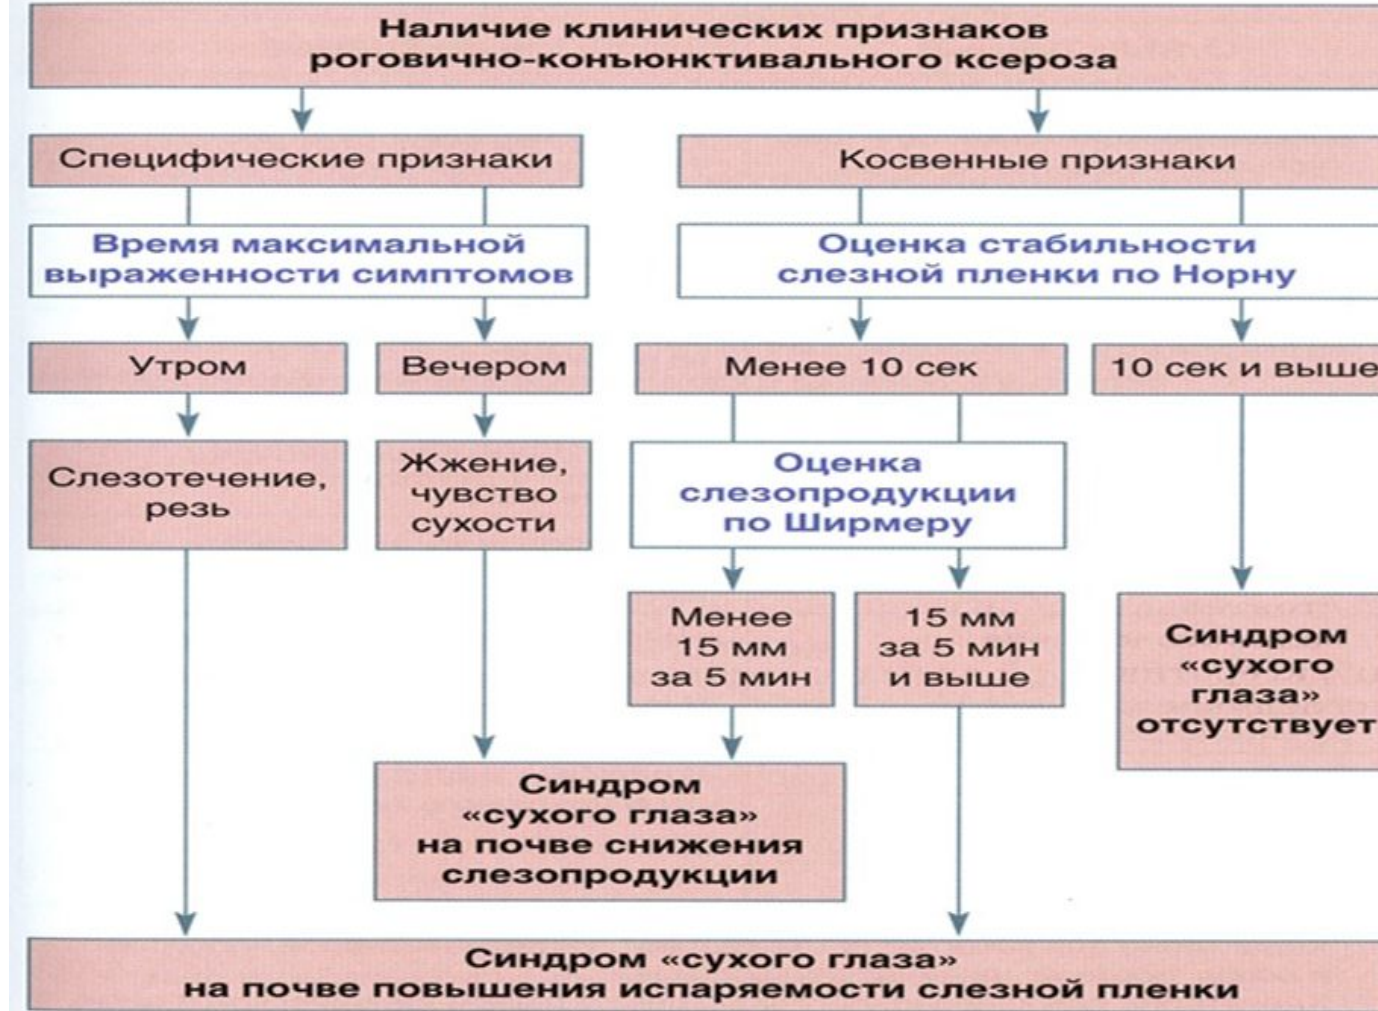 Наличие клинических признаков
роговично-конъюнктивального ксероза
Специфические признаки
Косвенные признаки
Время максимальной
выраженности симптомов
Оценка стабильности
слезной пленки по Норну
Утром
Вечером
Менее 10 сек
10 сек и выше
Слезотечение,
резь
Жжение,
чувство
сухости
Оценка
слезопродукции
по Ширмеру
Менее
15 мм
за 5 мин
15 мм
за 5 мин
и выше
Синдром
«сухого
глаза»
отсутствует
Синдром
«сухого глаза»
на почве снижения
слезопродукции
Синдром «сухого глаза»
на почве повышения испаряемости слезной пленки